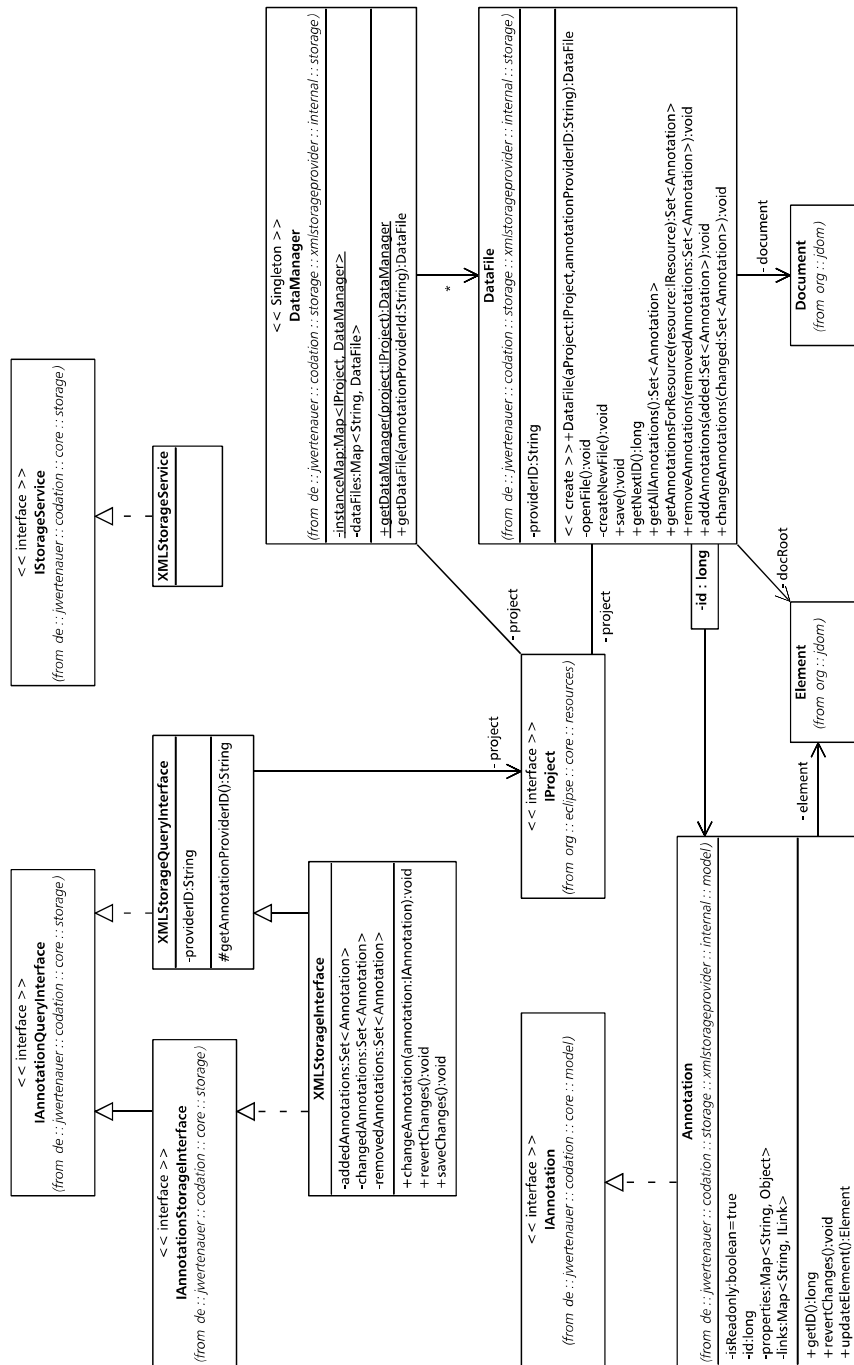 << interface >>
IAnnotationQueryInterface
(from de :: jwertenauer :: codation :: core :: storage)
<< interface >>
IStorageService
(from de :: jwertenauer :: codation :: core :: storage)
<< interface >>
IAnnotationStorageInterface
(from de :: jwertenauer :: codation :: core :: storage)
XMLStorageQueryInterface
-providerID:String
#getAnnotationProviderID():String
XMLStorageService
<< Singleton >>
DataManager
(from de :: jwertenauer :: codation :: storage :: xmlstorageprovider :: internal :: storage)
-instanceMap:Map<IProject, DataManager>
-dataFiles:Map<String, DataFile>
+getDataManager(project:IProject):DataManager
+getDataFile(annotationProviderId:String):DataFile
XMLStorageInterface
-addedAnnotations:Set<Annotation>
-changedAnnotations:Set<Annotation>
-removedAnnotations:Set<Annotation>
+changeAnnotation(annotation:IAnnotation):void
+revertChanges():void
+saveChanges():void
- project
- project
*
<< interface >>
IAnnotation
(from de :: jwertenauer :: codation :: core :: model)
<< interface >>
IProject
(from org :: eclipse :: core :: resources)
- project
DataFile
(from de :: jwertenauer :: codation :: storage :: xmlstorageprovider :: internal :: storage)
-providerID:String
<< create >>+DataFile(aProject:IProject,annotationProviderID:String):DataFile
-openFile():void
-createNewFile():void
+save():void
+getNextID():long
+getAllAnnotations():Set<Annotation>
+getAnnotationsForResource(resource:IResource):Set<Annotation>
+removeAnnotations(removedAnnotations:Set<Annotation>):void
+addAnnotations(added:Set<Annotation>):void
+changeAnnotations(changed:Set<Annotation>):void
-id : long
Annotation
(from de :: jwertenauer :: codation :: storage :: xmlstorageprovider :: internal :: model)
-isReadonly:boolean=true
-id:long
-properties:Map<String, Object>
-links:Map<String, ILink>
+getID():long
+revertChanges():void
+updateElement():Element
- element
-docRoot
- document
Element
(from org :: jdom)
Document
(from org :: jdom)